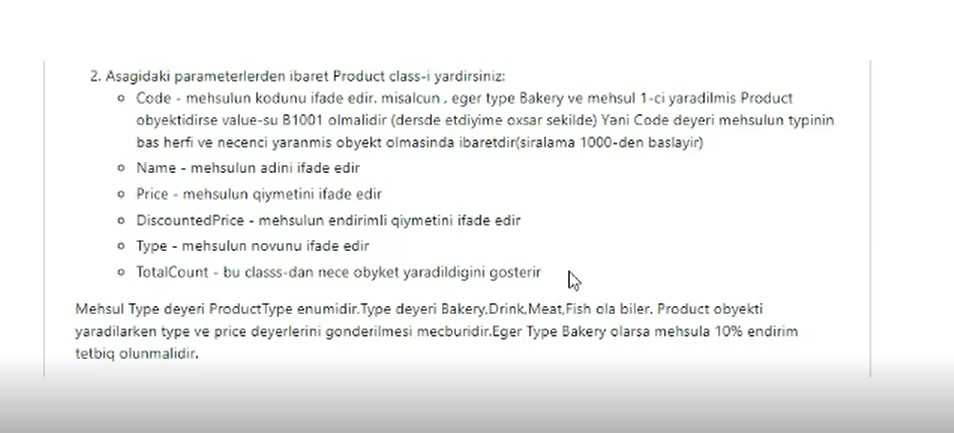 2. Asagidaki parameterlerden ibaret Product class-i yardirsiniz:
Code - mehsulun kodunu ifade edir. misalcun , eger type Bakery ve mehsul 1-ci yaradilmis Product
obyektidirse value-su B1001 olmalidir (dersde etdiyime oxsar sekilde) Yani Code deyeri mehsulun typinin
bas herfi ve necenci yaranmis obyekt olmasinda ibaretdir(siralama 1000-den baslayir)
Name - mehsulun adini ifade edir
Price - mehsulun qiymetini ifade edir
DiscountedPrice - mehsulun endirimli qiymetini ifade edir
Type - mehsulun novunu ifade edir
TotalCount - bu classs-dan nece obyket yaradildigini gosterir
Mehsul Type deyeri ProductType enumidir.Type deyeri Bakery,Drink,Meat,Fish ola biler. Product obyekti
yaradilarken type ve price deyerlerini gonderilmesi mecburidir.Eger Type Bakery olarsa mehsula 10% endirim
tetbiq olunmalidir.